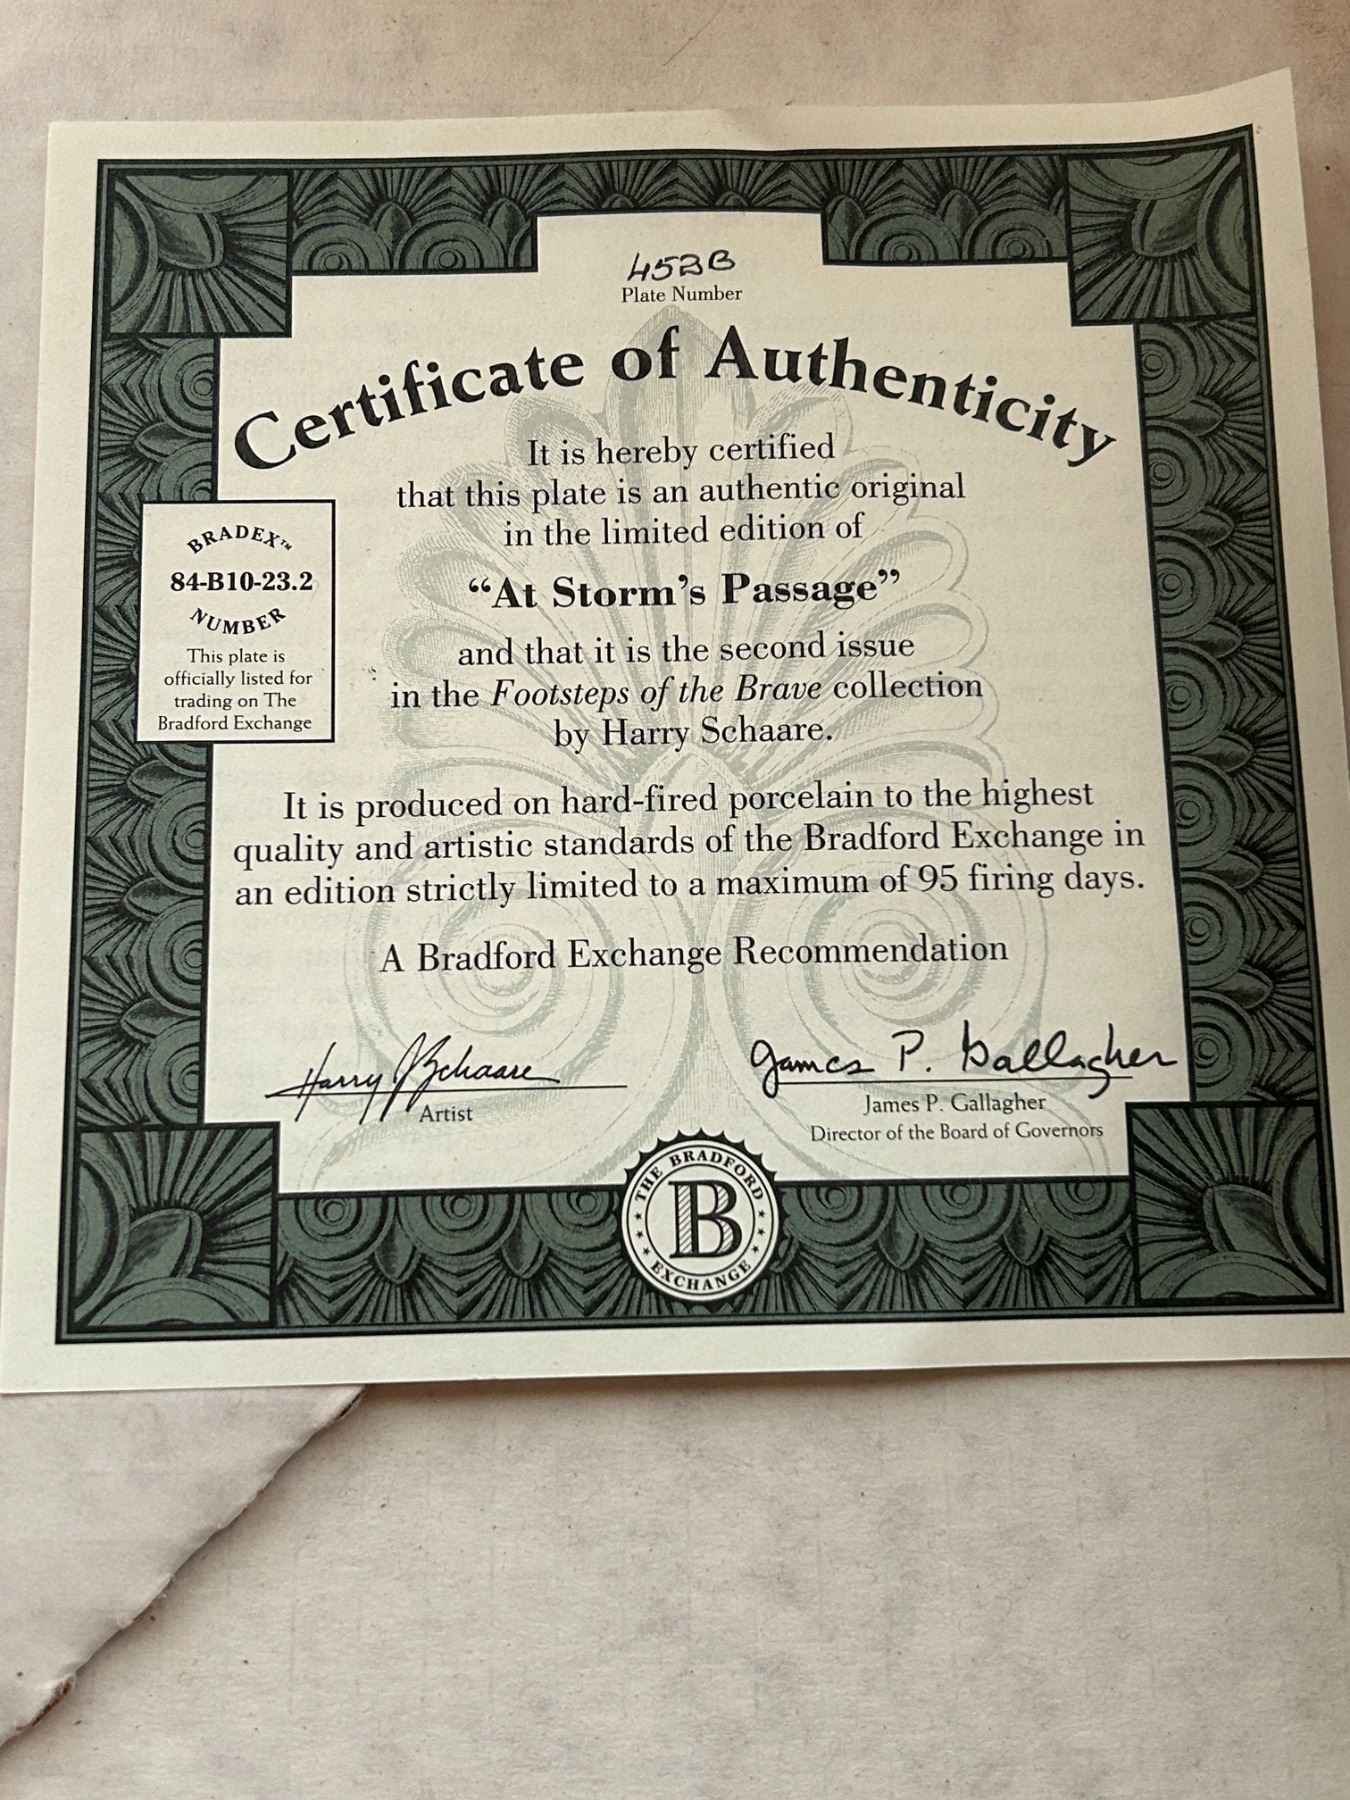 453B
Plate Number
Certificate of Authenticity
It is hereby certified
that this plate is an authentic original
in the limited edition of
“At Storm’s Passage”
and that it is the second issue
in the Footsteps of the Brave collection
by Harry Schaare.
BRADEX™
84-B10-23.2
NUMBER
This plate is
officially listed for
trading on The
Bradford Exchange
It is produced on hard-fired porcelain to the highest
quality and artistic standards of the Bradford Exchange in
an edition strictly limited to a maximum of 95 firing days.
A Bradford Exchange Recommendation
Harry J Schaare
Artist
James P. Gallagher
James P. Gallagher
Director of the Board of Governors
THE BRADFORD
B
EXCHANGE